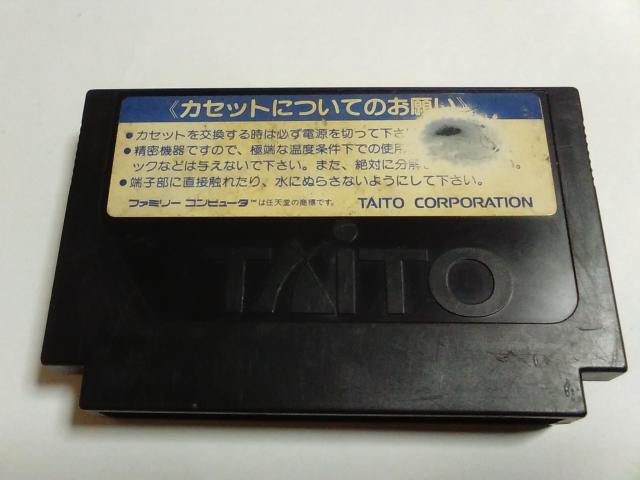 《カセットについてのお願い》
●カセットを交換する時は必ず電源を切って下さ
●精密機器ですので、極端な温度条件下での使用
ックなどは与えないで下さい。また、絶対に分解 い。
●端子部に直接触れたり、水にぬらさないようにして下さい。
ファミリー コンピュータ™は任天堂の商標です。 TAITO CORPORATION
TAITO